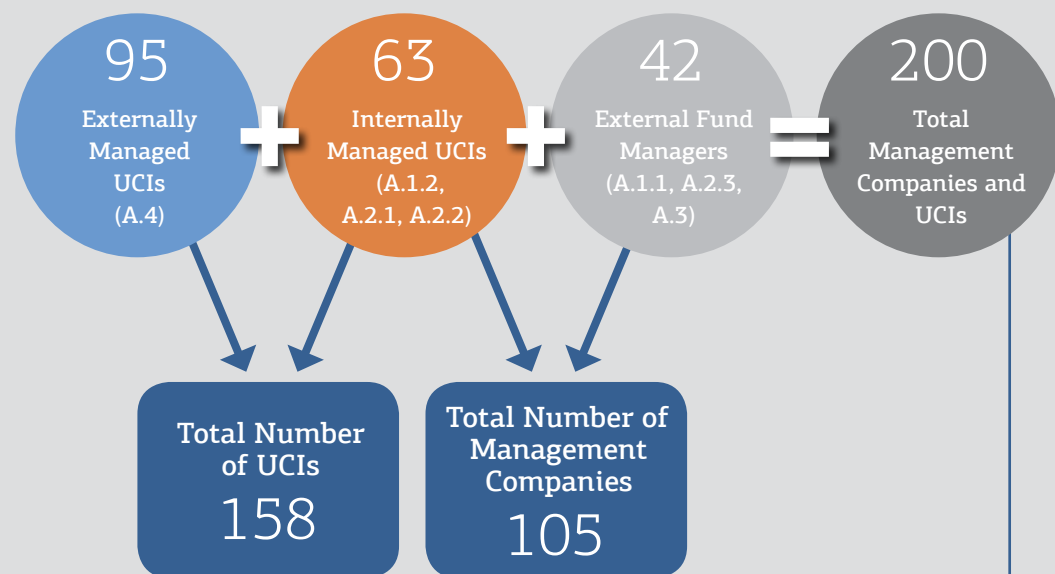 95
Externally
Managed
UCIs
(A.4)
+
63
Internally
Managed UCIs
(A.1.2,
A.2.1, A.2.2)
+
42
External Fund
Managers
(A.1.1, A.2.3,
A.3)
=
200
Total
Management
Companies and
UCIs
Total Number
of UCIs
158
Total Number of
Management
Companies
105